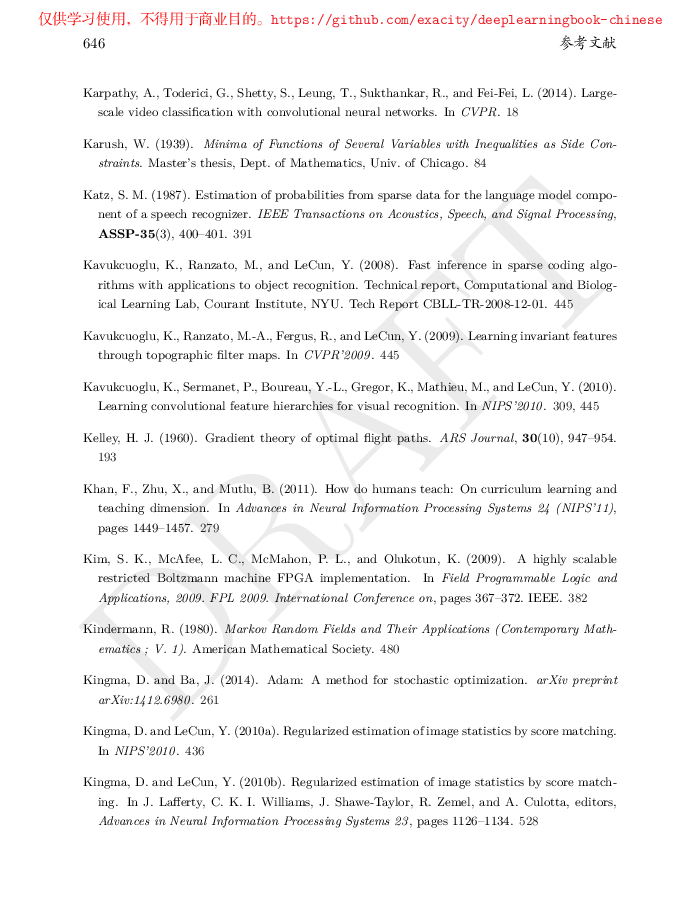 仅供学习使用，不得用于商业目的。https://github.com/exacity/deeplearningbook-chinese
646 参考文献
Karpathy, A., Toderici, G., Shetty, S., Leung, T., Sukthankar, R., and Fei-Fei, L. (2014). Large-
scale video classification with convolutional neural networks. In CVPR. 18
Karush, W. (1939). Minima of Functions of Several Variables with Inequalities as Side Con-
straints. Master's thesis, Dept. of Mathematics, Univ. of Chicago. 84
Katz, S. M. (1987). Estimation of probabilities from sparse data for the language model compo-
nent of a speech recognizer. IEEE Transactions on Acoustics, Speech, and Signal Processing,
ASSP-35(3), 400–401. 391
Kavukcuoglu, K., Ranzato, M., and LeCun, Y. (2008). Fast inference in sparse coding algo-
rithms with applications to object recognition. Technical report, Computational and Biolog-
ical Learning Lab, Courant Institute, NYU. Tech Report CBLL-TR-2008-12-01. 445
Kavukcuoglu, K., Ranzato, M.-A., Fergus, R., and LeCun, Y. (2009). Learning invariant features
through topographic filter maps. In CVPR'2009. 445
Kavukcuoglu, K., Sermanet, P., Boureau, Y.-L., Gregor, K., Mathieu, M., and LeCun, Y. (2010).
Learning convolutional feature hierarchies for visual recognition. In NIPS'2010. 309, 445
Kelley, H. J. (1960). Gradient theory of optimal flight paths. ARS Journal, 30(10), 947–954.
193
Khan, F., Zhu, X., and Mutlu, B. (2011). How do humans teach: On curriculum learning and
teaching dimension. In Advances in Neural Information Processing Systems 24 (NIPS'11),
pages 1449–1457. 279
Kim, S. K., McAfee, L. C., McMahon, P. L., and Olukotun, K. (2009). A highly scalable
restricted Boltzmann machine FPGA implementation. In Field Programmable Logic and
Applications, 2009. FPL 2009. International Conference on, pages 367–372. IEEE. 382
Kindermann, R. (1980). Markov Random Fields and Their Applications (Contemporary Math-
ematics ; V. 1). American Mathematical Society. 480
Kingma, D. and Ba, J. (2014). Adam: A method for stochastic optimization. arXiv preprint
arXiv:1412.6980. 261
Kingma, D. and LeCun, Y. (2010a). Regularized estimation of image statistics by score matching.
In NIPS'2010. 436
Kingma, D. and LeCun, Y. (2010b). Regularized estimation of image statistics by score match-
ing. In J. Lafferty, C. K. I. Williams, J. Shawe-Taylor, R. Zemel, and A. Culotta, editors,
Advances in Neural Information Processing Systems 23, pages 1126–1134. 528
DRAFT